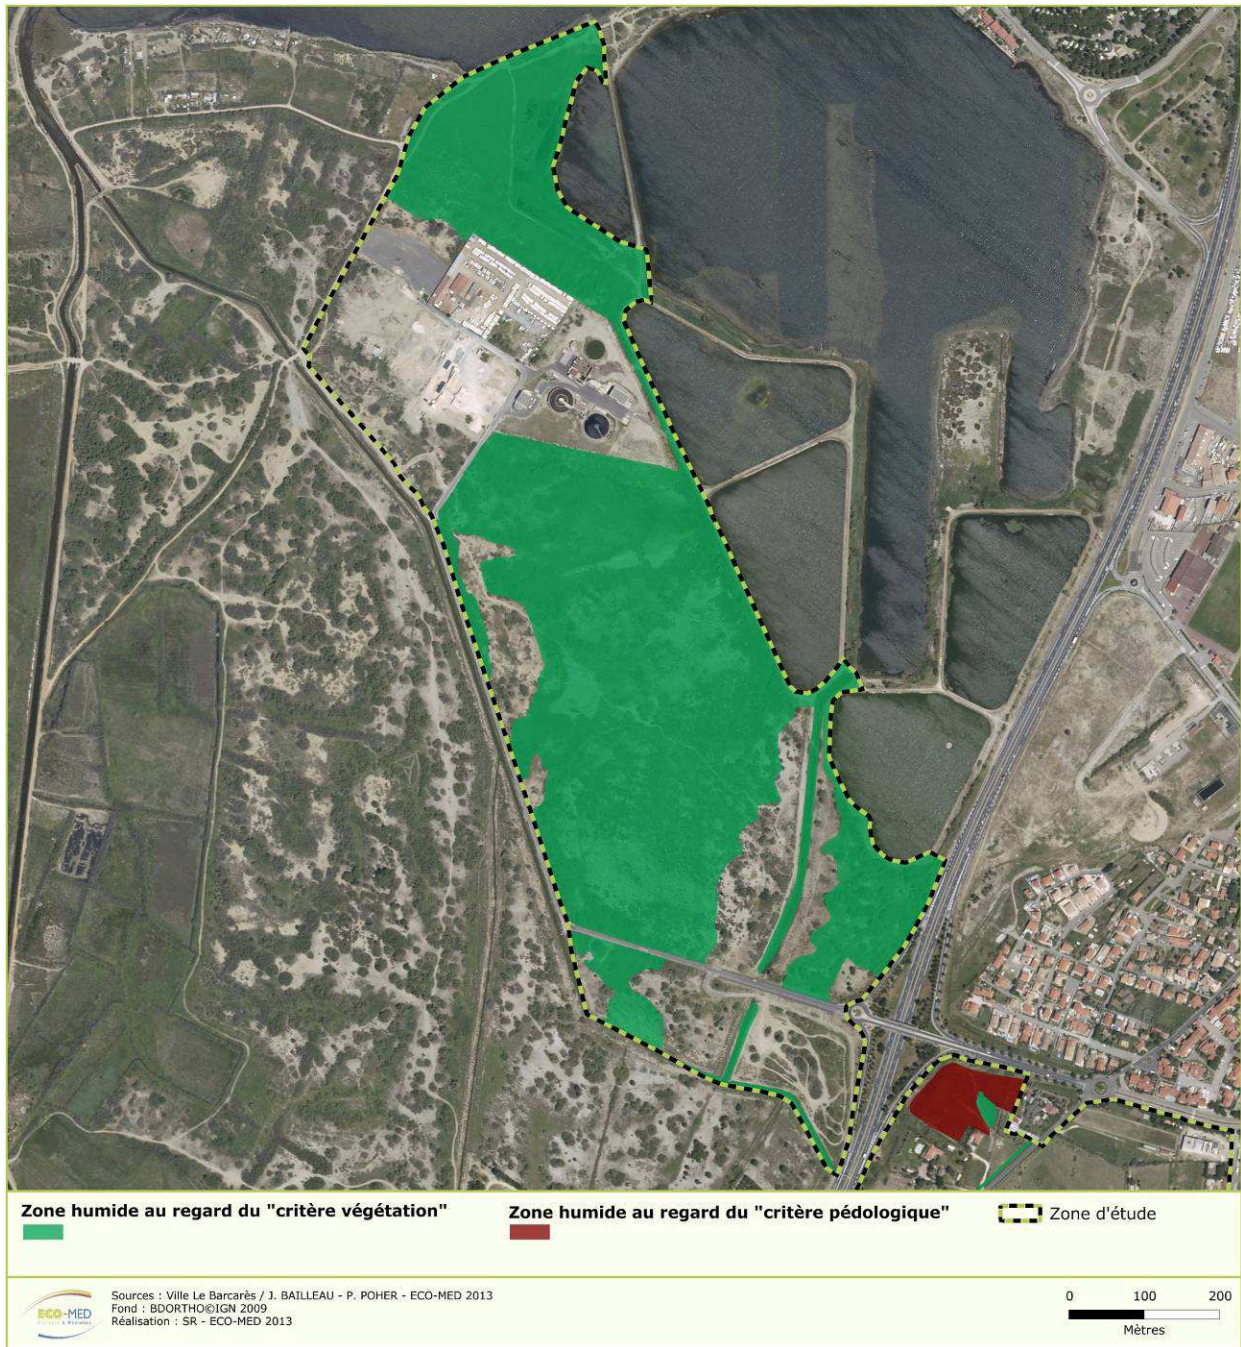 Zone humide au regard du "critère végétation"
Zone humide au regard du "critère pédologique"
Zone d'étude
ECO-MED
Sources : Ville Le Barcarès / J. BAILLEAU - P. POHER - ECO-MED 2013
Fond : BDORTHO©IGN 2009
Réalisation : SR - ECO-MED 2013
0 100 200
Mètres